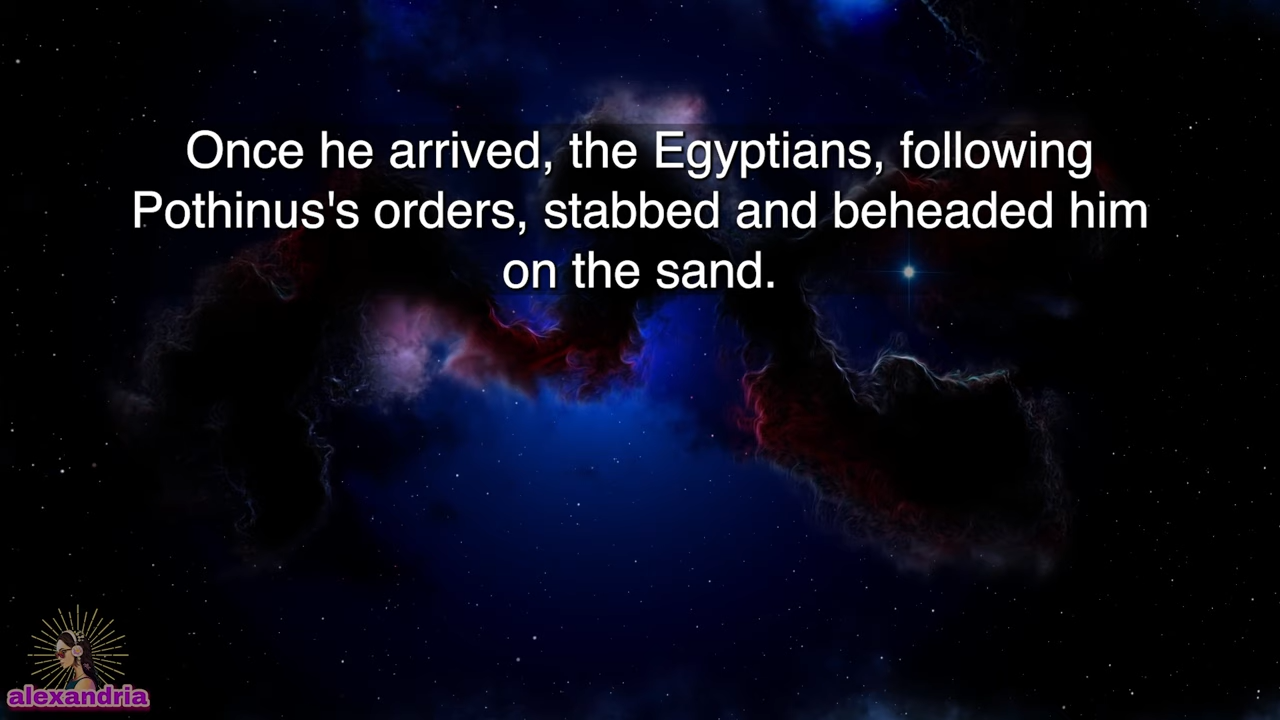 Once he arrived, the Egyptians, following
Pothinus's orders, stabbed and beheaded him
on the sand.
alexandria